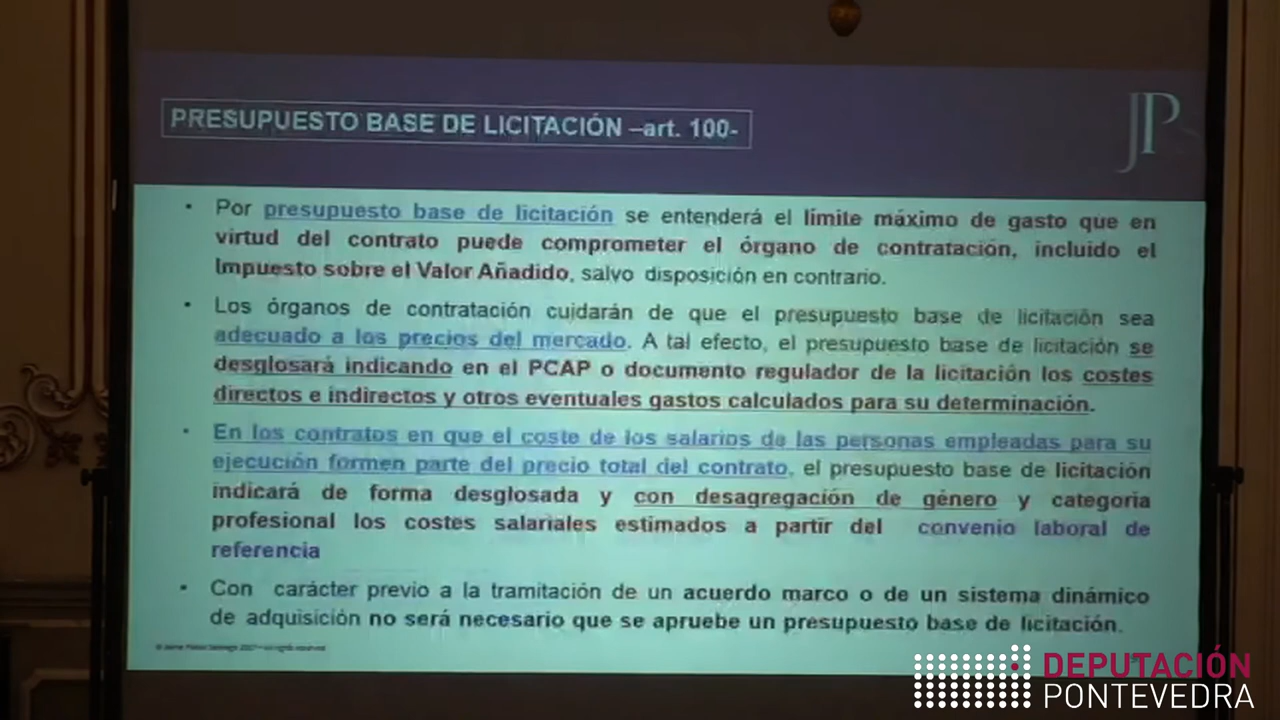 PRESUPUESTO BASE DE LICITACIÓN –art. 100-
JP
• Por presupuesto base de licitación se entenderá el límite máximo de gasto que en
virtud del contrato puede comprometer el órgano de contratación, incluido el
Impuesto sobre el Valor Añadido, salvo disposición en contrario.
• Los órganos de contratación cuidarán de que el presupuesto base de licitación sea
adecuado a los precios del mercado. A tal efecto, el presupuesto base de licitación se
desglosará indicando en el PCAP o documento regulador de la licitación los costes
directos e indirectos y otros eventuales gastos calculados para su determinación.
• En los contratos en que el coste de los salarios de las personas empleadas para su
ejecución formen parte del precio total del contrato, el presupuesto base de licitación
indicará de forma desglosada y con desagregación de género y categoría
profesional los costes salariales estimados a partir del convenio laboral de
referencia
• Con carácter previo a la tramitación de un acuerdo marco o de un sistema dinámico
de adquisición no será necesario que se apruebe un presupuesto base de licitación.
DEPUTACIÓN
PONTEVEDRA